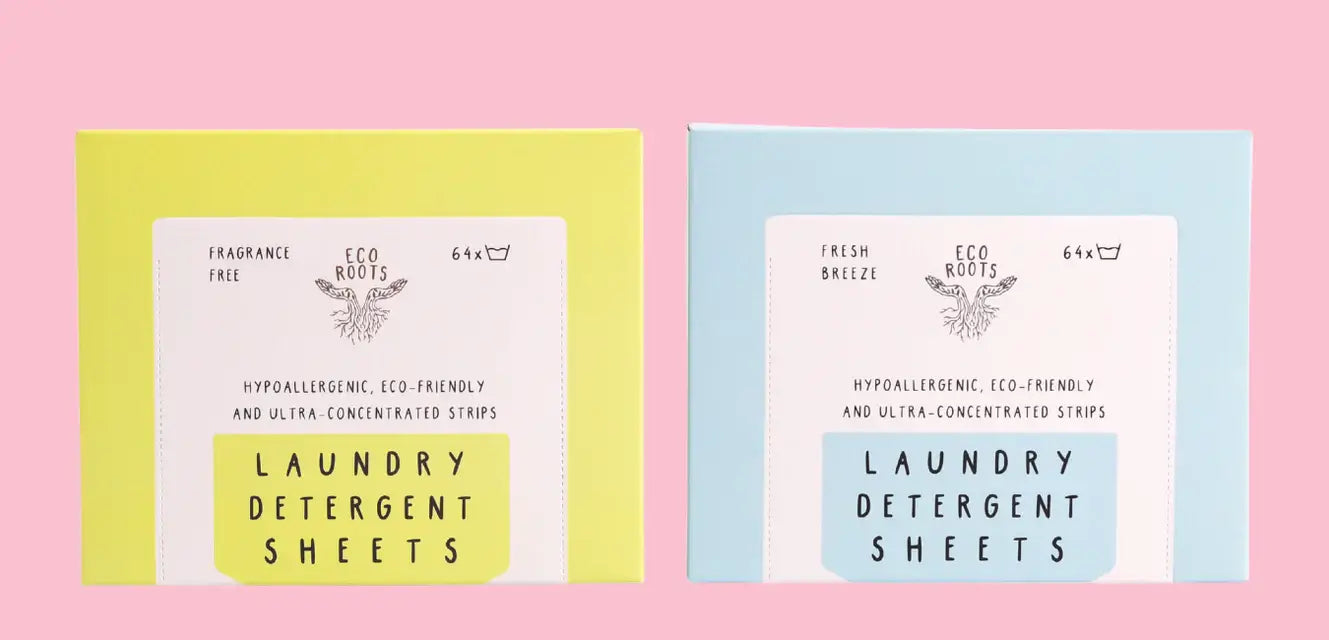 FRAGRANCE
FREE
ECO
ROOTS
64x
HYPOALLERGENIC, ECO-FRIENDLY
AND ULTRA-CONCENTRATED STRIPS
LAUNDRY
DETERGENT
SHEETS
FRESH
BREEZE
ECO
ROOTS
64x
HYPOALLERGENIC, ECO-FRIENDLY
AND ULTRA-CONCENTRATED STRIPS
LAUNDRY
DETERGENT
SHEETS